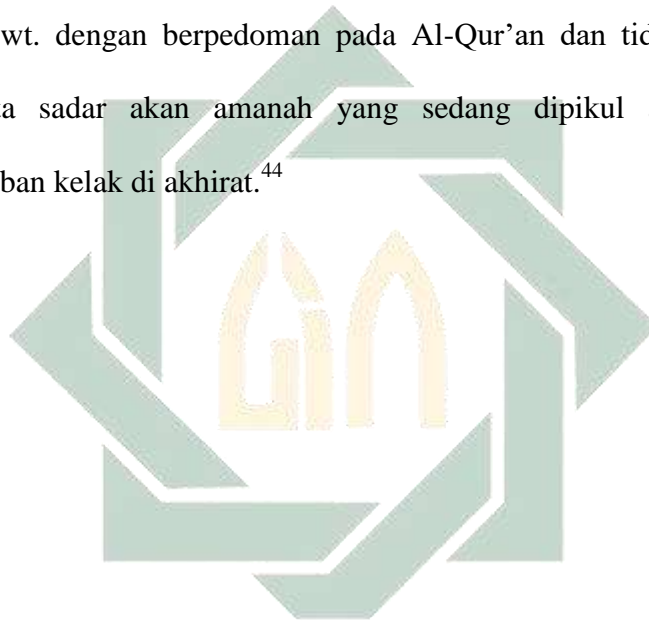 wt. dengan berpedoman pada Al-Qur’an dan tid
ta sadar akan amanah yang sedang dipikul
ban kelak di akhirat.44